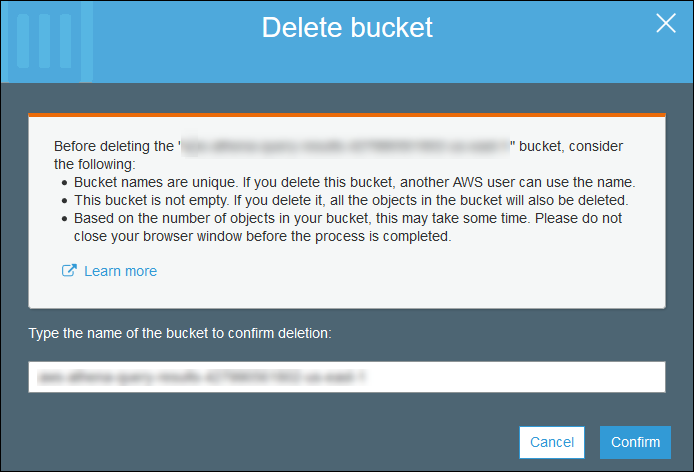 Delete bucket
Before deleting the " " bucket, consider
the following:
• Bucket names are unique. If you delete this bucket, another AWS user can use the name.
• This bucket is not empty. If you delete it, all the objects in the bucket will also be deleted.
• Based on the number of objects in your bucket, this may take some time. Please do not
close your browser window before the process is completed.
Learn more
Type the name of the bucket to confirm deletion:
Cancel Confirm